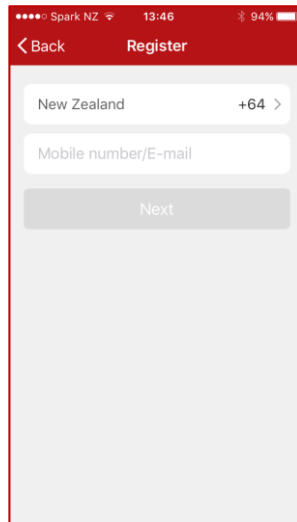 Spark NZ 13:46 94%
Back Register
New Zealand +64
Mobile number/E-mail
Next